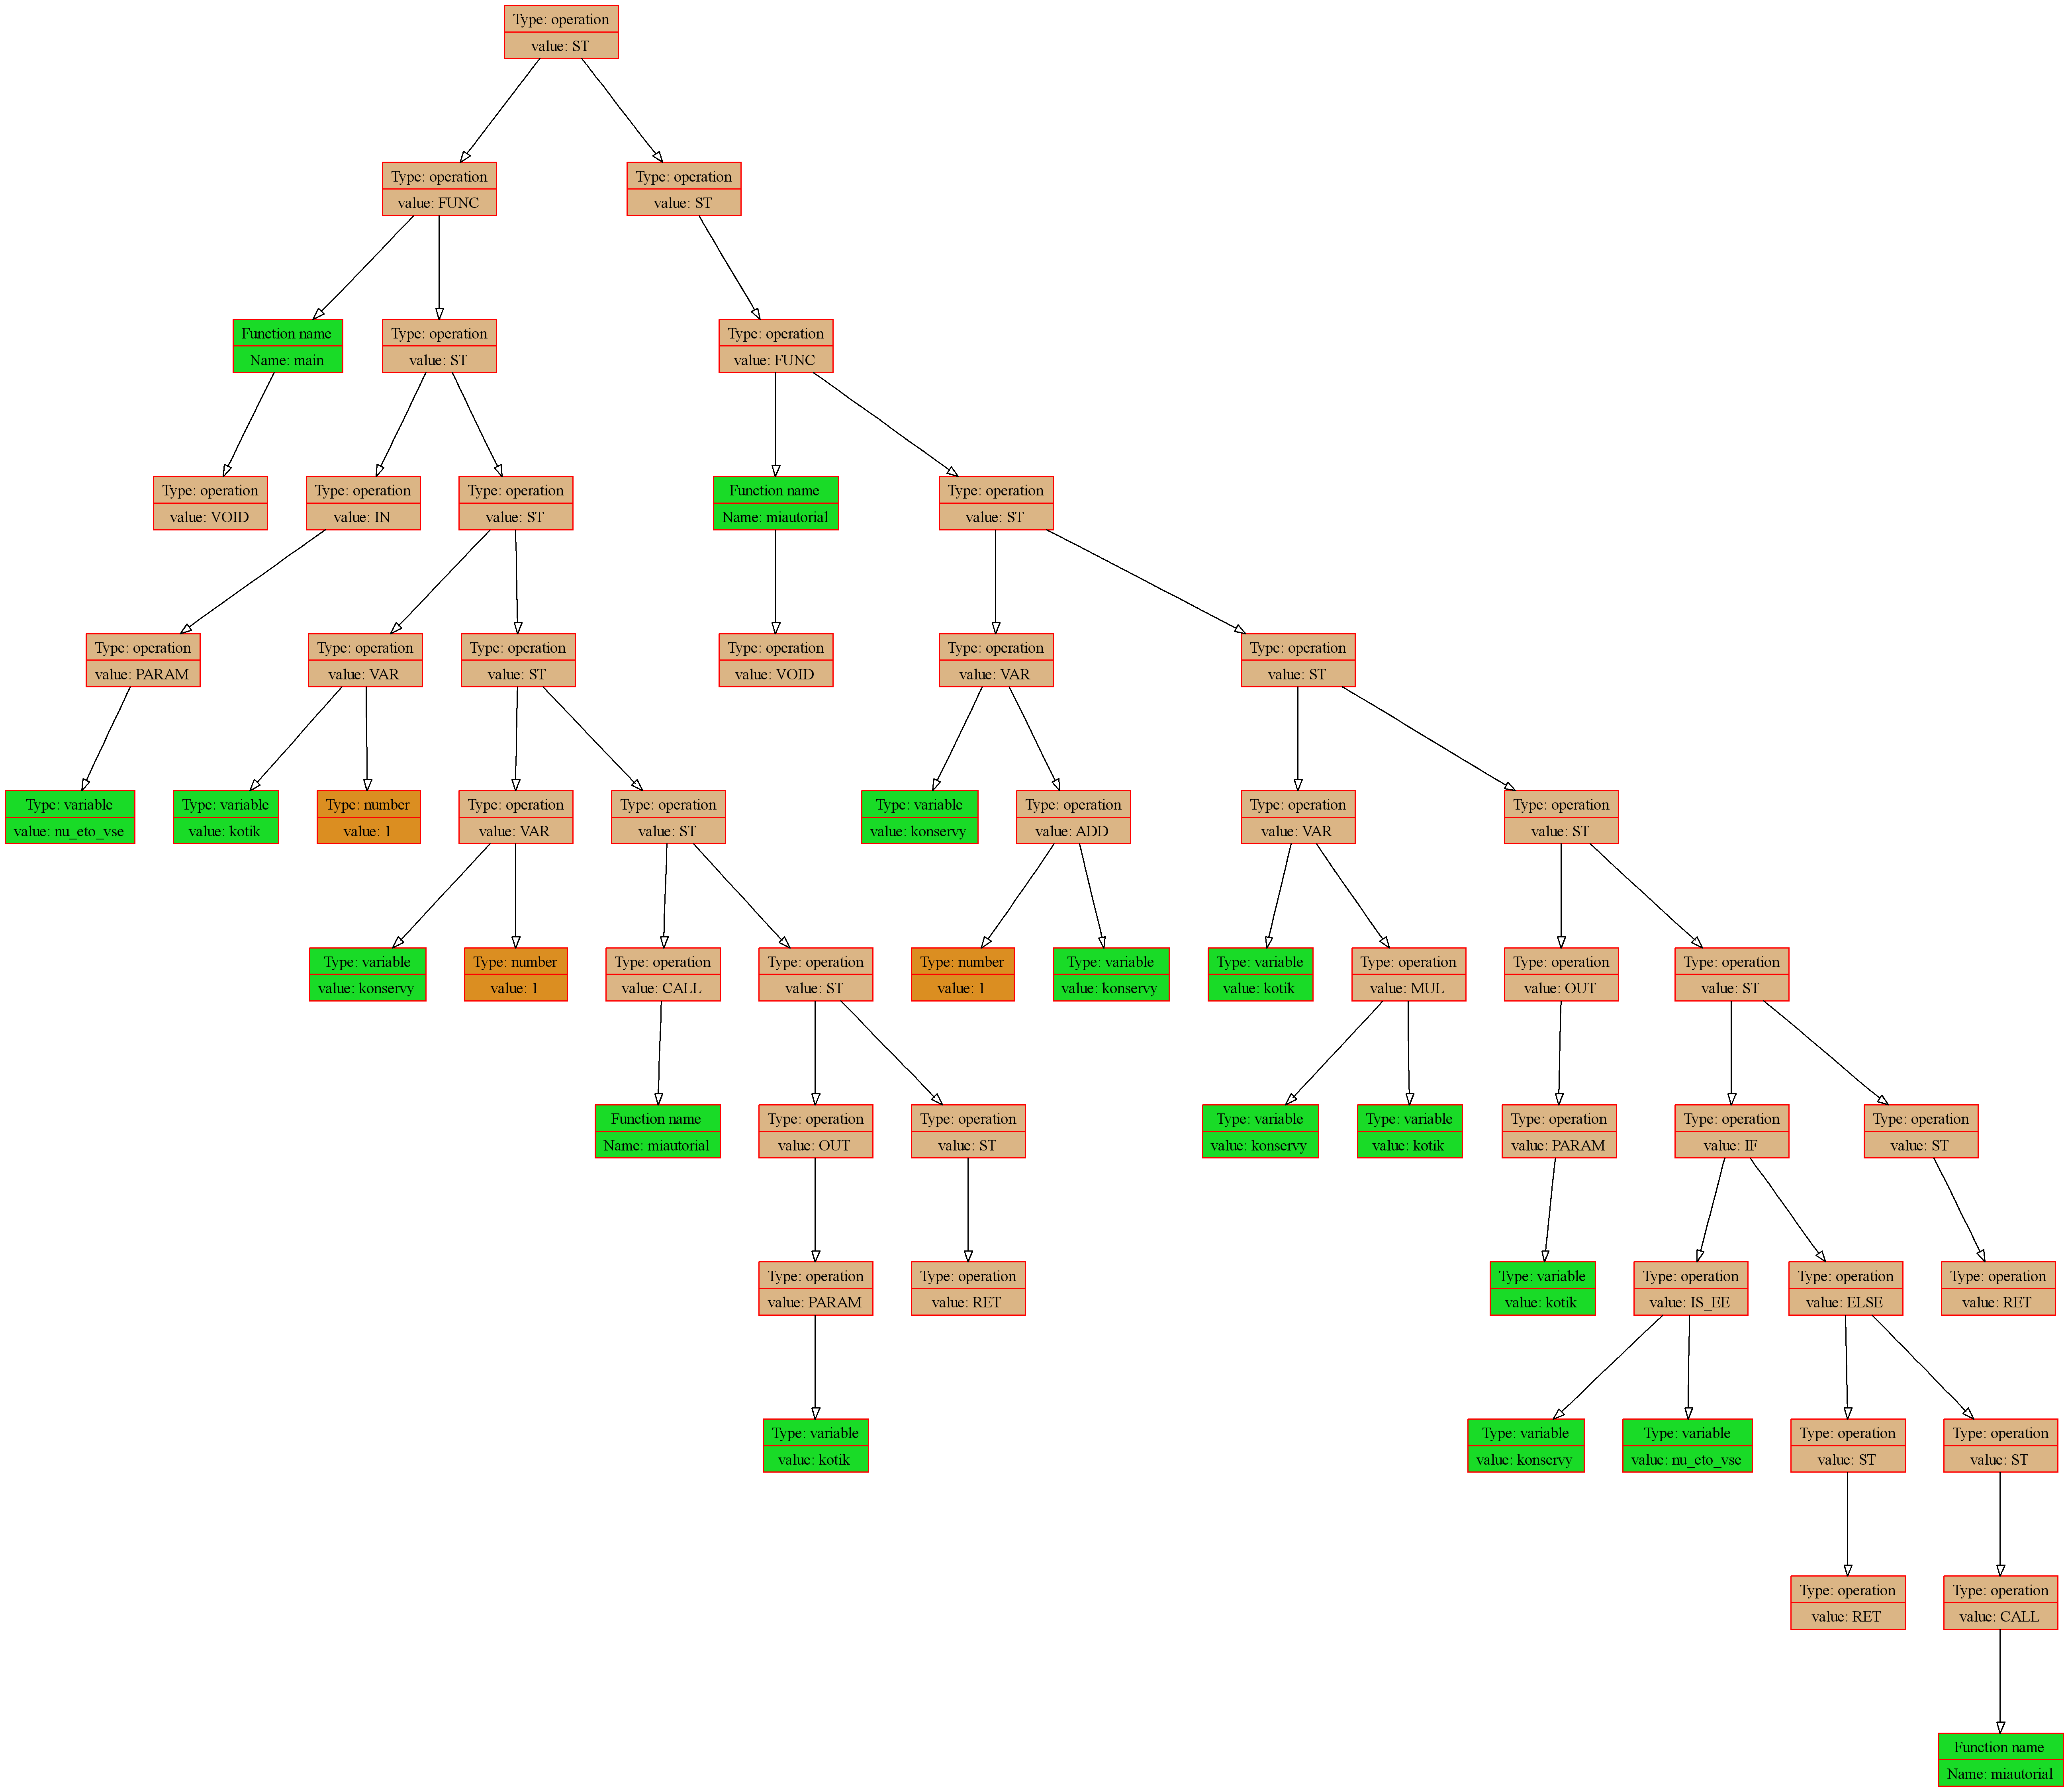 Type: operation
value: ST
Type: operation
value: FUNC
Type: operation
value: ST
Function name
Name: main
Type: operation
value: ST
Type: operation
value: FUNC
Type: operation
value: VOID
Type: operation
value: IN
Type: operation
value: ST
Function name
Name: miautorial
Type: operation
value: ST
Type: operation
value: PARAM
Type: operation
value: VAR
Type: operation
value: ST
Type: operation
value: VOID
Type: operation
value: VAR
Type: operation
value: ST
Type: variable
value: nu_eto_vse
Type: variable
value: kotik
Type: number
value: 1
Type: operation
value: VAR
Type: operation
value: ST
Type: variable
value: konservy
Type: operation
value: ADD
Type: operation
value: VAR
Type: operation
value: ST
Type: variable
value: konservy
Type: number
value: 1
Type: operation
value: CALL
Type: operation
value: ST
Type: number
value: 1
Type: variable
value: konservy
Type: variable
value: kotik
Type: operation
value: MUL
Type: operation
value: OUT
Type: operation
value: ST
Function name
Name: miautorial
Type: operation
value: OUT
Type: operation
value: ST
Type: variable
value: konservy
Type: variable
value: kotik
Type: operation
value: PARAM
Type: operation
value: IF
Type: operation
value: ST
Type: operation
value: PARAM
Type: operation
value: RET
Type: variable
value: kotik
Type: operation
value: IS_EE
Type: operation
value: ELSE
Type: operation
value: RET
Type: variable
value: kotik
Type: variable
value: konservy
Type: variable
value: nu_eto_vse
Type: operation
value: ST
Type: operation
value: ST
Type: operation
value: RET
Type: operation
value: CALL
Function name
Name: miautorial